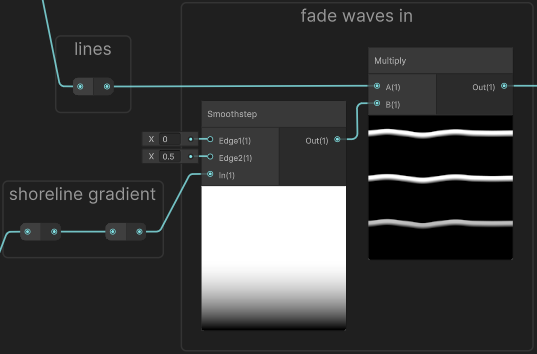 fade waves in
lines
Multiply
A(1)
Out(1)
B(1)
Smoothstep
X 0
Edge1(1)
Out(1)
X 0.5
Edge2(1)
In(1)
shoreline gradient